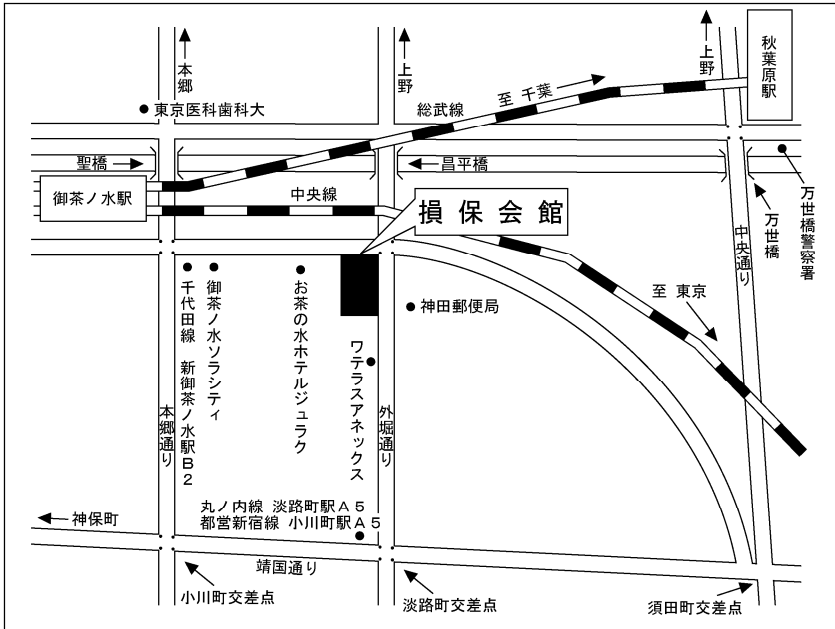 本郷
上野
上野
秋葉原駅
至 千葉
東京医科歯科大
総武線
聖橋
昌平橋
御茶ノ水駅
中央線
損保会館
万世橋
万世橋警察署
中央通り
千代田線 新御茶ノ水駅B2
御茶ノ水ソラシティ
お茶の水ホテルジュラク
神田郵便局
至 東京
ワテラスアネックス
本郷通り
外堀通り
丸ノ内線 淡路町駅A5
都営新宿線 小川町駅A5
神保町
靖国通り
小川町交差点
淡路町交差点
須田町交差点